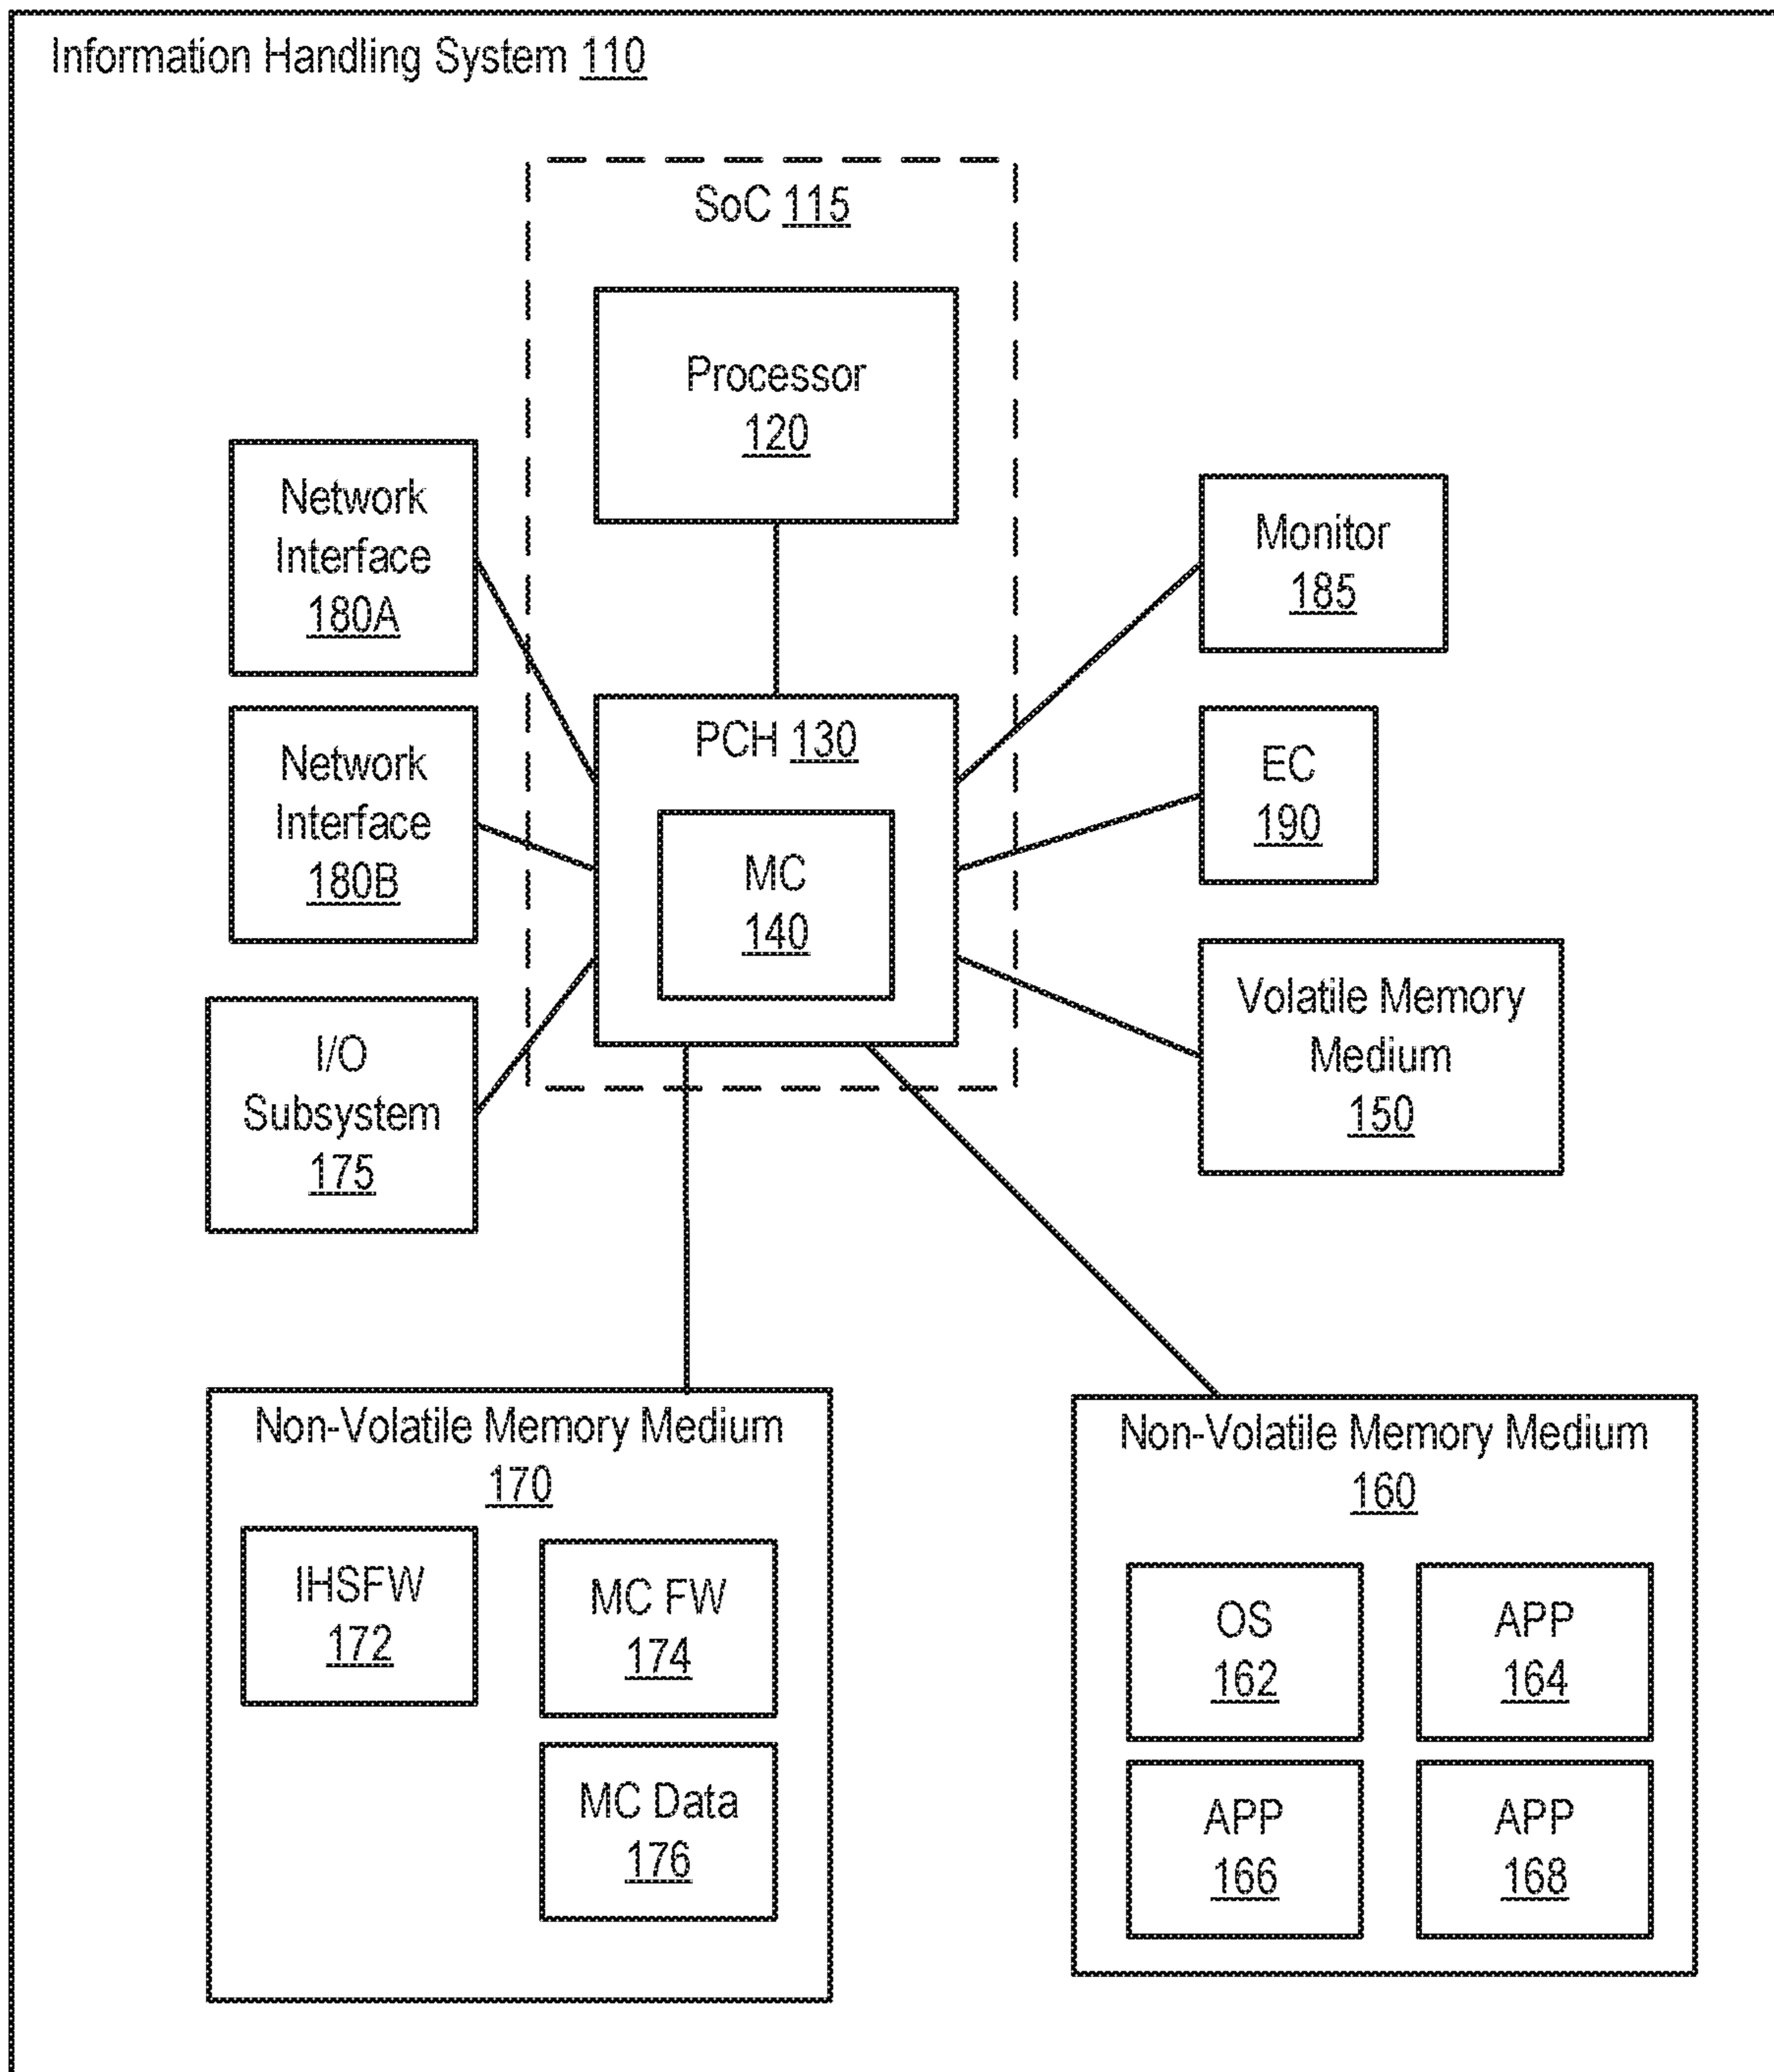 Information Handling System 110
SoC 115
Processor
120
Network
Interface
180A
Monitor
185
PCH 130
Network
Interface
180B
EC
190
MC
140
Volatile Memory
Medium
150
I/O
Subsystem
175
Non-Volatile Memory Medium
170
IHSFW
172
MC FW
174
MC Data
176
Non-Volatile Memory Medium
160
OS
162
APP
164
APP
166
APP
168